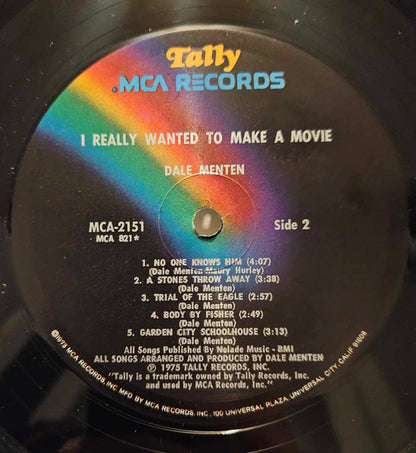 Tally
MCA RECORDS
I REALLY WANTED TO MAKE A MOVIE
DALE MENTEN
MCA-2151
MCA 821*
Side 2
1. NO ONE KNOWS HIM (4:07)
(Dale Menten-Maury Hurley)
2. A STONES THROW AWAY (3:38)
(Dale Menten)
3. TRIAL OF THE EAGLE (2:57)
(Dale Menten)
4. BODY BY FISHER (2:49)
(Dale Menten)
5. GARDEN CITY SCHOOLHOUSE (3:13)
(Dale Menten)
All Songs Published By Nelade Music - BMI
ALL SONGS ARRANGED AND PRODUCED BY DALE MENTEN
Ⓟ 1975 TALLY RECORDS, INC.
"Tally is a trademark owned by Tally Records, Inc.
and used by MCA Records, Inc."
MCA RECORDS, INC. MFG BY MCA RECORDS, INC., 100 UNIVERSAL PLAZA, UNIVERSAL CITY, CALIF 91608